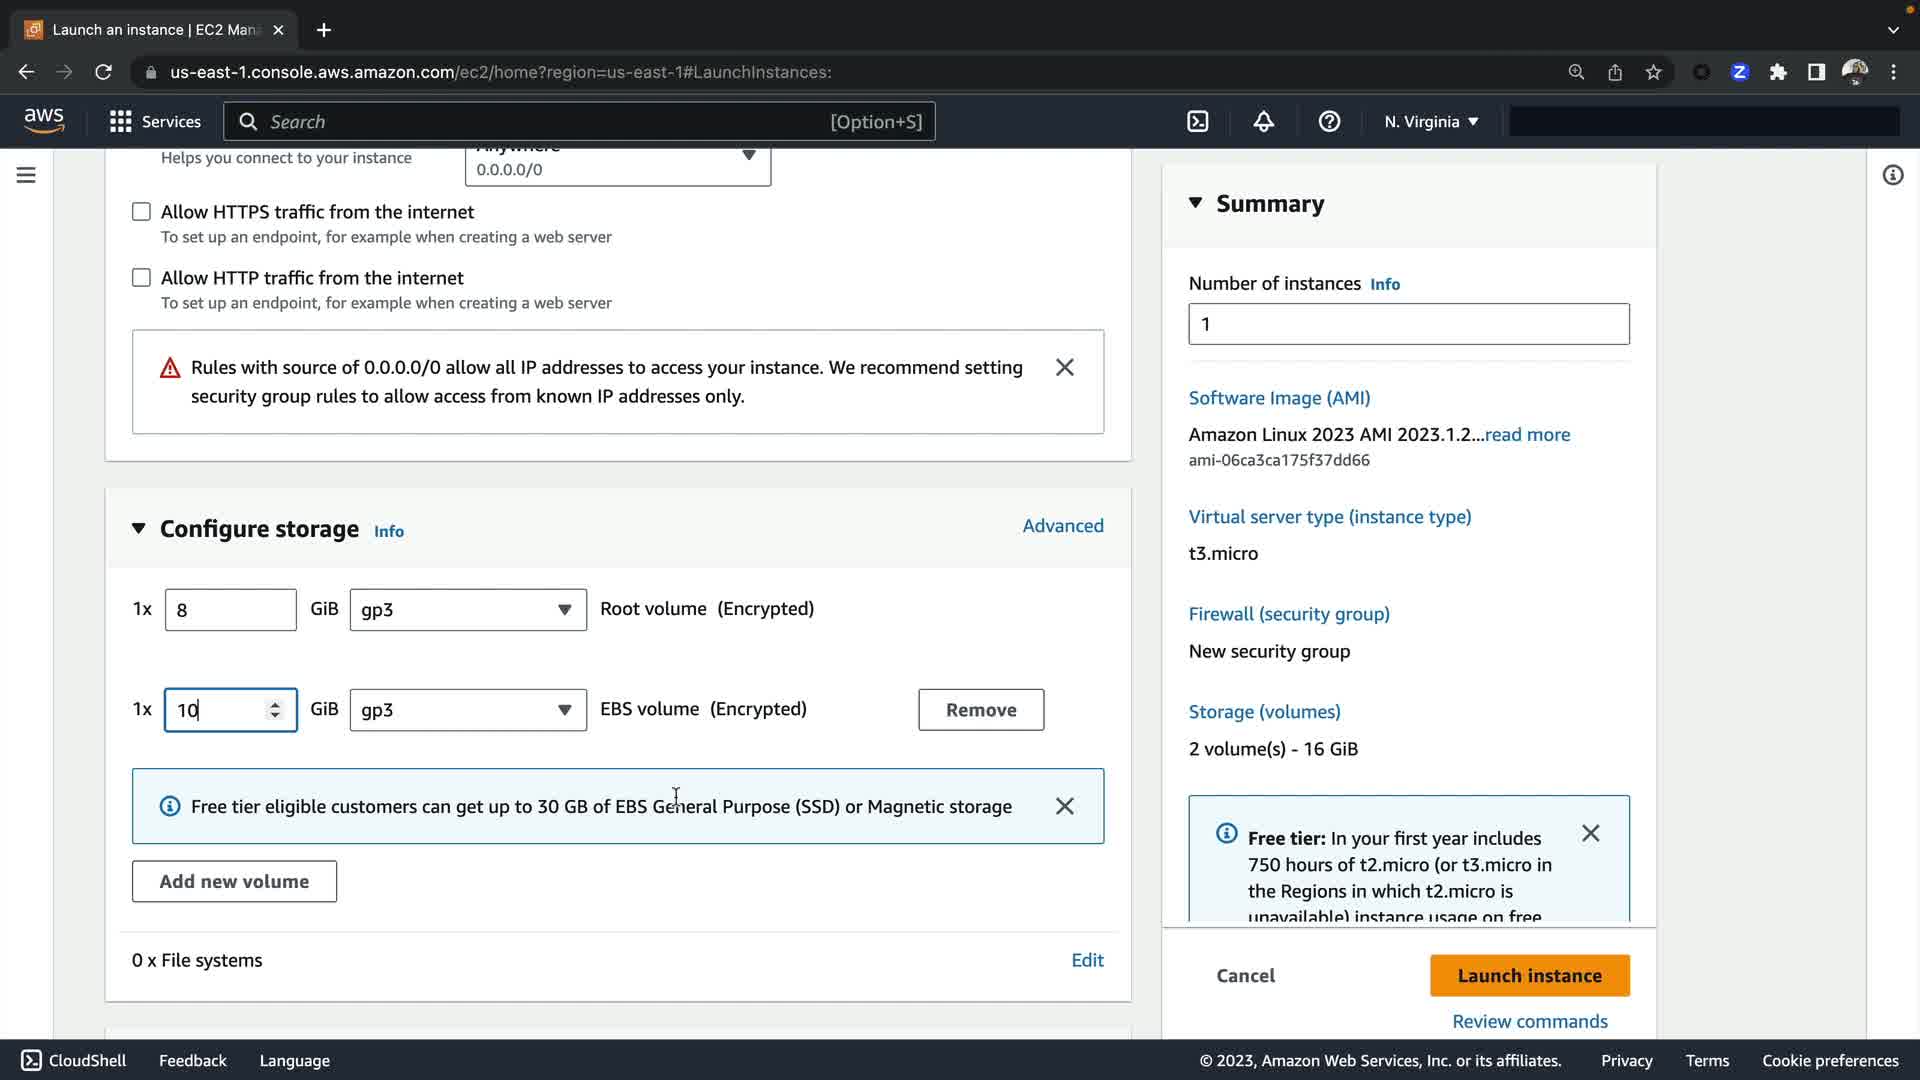 Launch an instance | EC2 Man
us-east-1.console.aws.amazon.com/ec2/home?region=us-east-1#LaunchInstances:
Z
aws
Services
Search
[Option+S]
N. Virginia
Helps you connect to your instance
Anywhere
0.0.0.0/0
Allow HTTPS traffic from the internet
To set up an endpoint, for example when creating a web server
Allow HTTP traffic from the internet
To set up an endpoint, for example when creating a web server
Rules with source of 0.0.0.0/0 allow all IP addresses to access your instance. We recommend setting
security group rules to allow access from known IP addresses only.
Configure storage Info
Advanced
1x 8 GiB gp3 Root volume (Encrypted)
1x 10 GiB gp3 EBS volume (Encrypted) Remove
Free tier eligible customers can get up to 30 GB of EBS General Purpose (SSD) or Magnetic storage
Add new volume
0 x File systems
Edit
Summary
Number of instances Info
1
Software Image (AMI)
Amazon Linux 2023 AMI 2023.1.2...read more
ami-06ca3ca175f37dd66
Virtual server type (instance type)
t3.micro
Firewall (security group)
New security group
Storage (volumes)
2 volume(s) - 16 GiB
Free tier: In your first year includes
750 hours of t2.micro (or t3.micro in
the Regions in which t2.micro is
unavailable) instance usage on free
Cancel
Launch instance
Review commands
CloudShell
Feedback
Language
© 2023, Amazon Web Services, Inc. or its affiliates.
Privacy
Terms
Cookie preferences